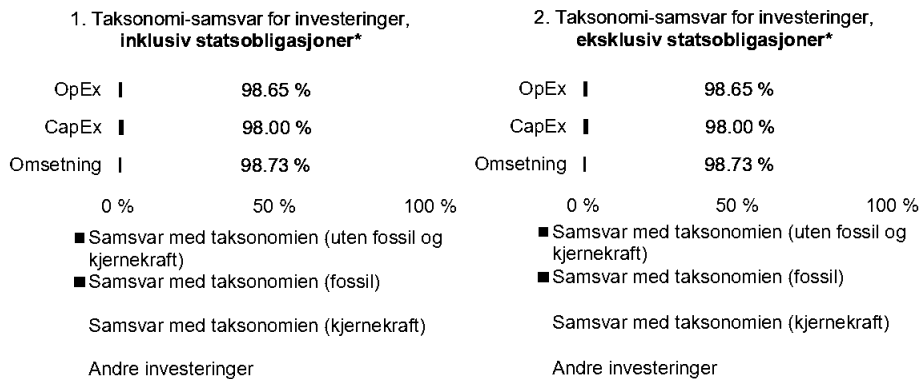 1. Taksonomi-samsvar for investeringer,
inklusiv statsobligasjoner*
OpEx 98.65 %
CapEx 98.00 %
Omsetning 98.73 %
0 % 50 % 100 %
Samsvar med taksonomien (uten fossil og
kjernekraft)
Samsvar med taksonomien (fossil)
Samsvar med taksonomien (kjernekraft)
Andre investeringer
2. Taksonomi-samsvar for investeringer,
eksklusiv statsobligasjoner*
OpEx 98.65 %
CapEx 98.00 %
Omsetning 98.73 %
0 % 50 % 100 %
Samsvar med taksonomien (uten fossil og
kjernekraft)
Samsvar med taksonomien (fossil)
Samsvar med taksonomien (kjernekraft)
Andre investeringer